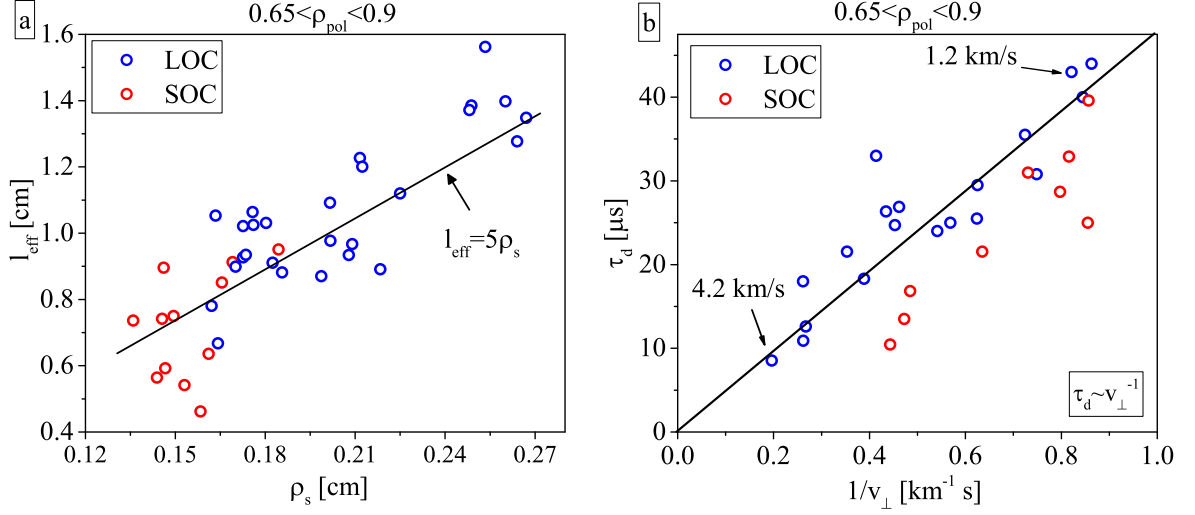 a
0.65<ρpol<0.9
1.6
1.4
1.2
1.0
0.8
0.6
0.4
leff [cm]
LOC
SOC
leff=5ρs
0.12
0.15
0.18
0.21
0.24
0.27
ρs [cm]
b
0.65<ρpol<0.9
40
30
20
10
0
τd [μs]
LOC
SOC
1.2 km/s
4.2 km/s
τd~v⊥-1
0.0
0.2
0.4
0.6
0.8
1.0
1/v⊥ [km-1 s]